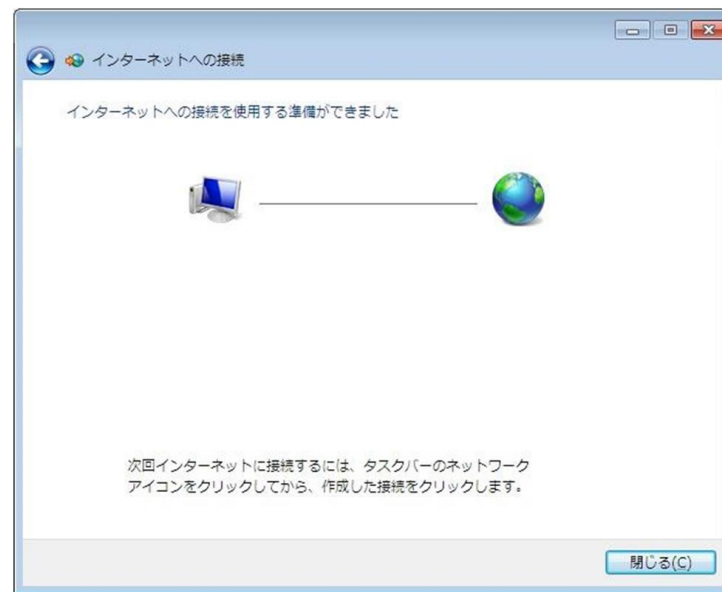 インターネットへの接続
インターネットへの接続を使用する準備ができました
次回インターネットに接続するには、タスクバーのネットワーク
アイコンをクリックしてから、作成した接続をクリックします。
閉じる(C)